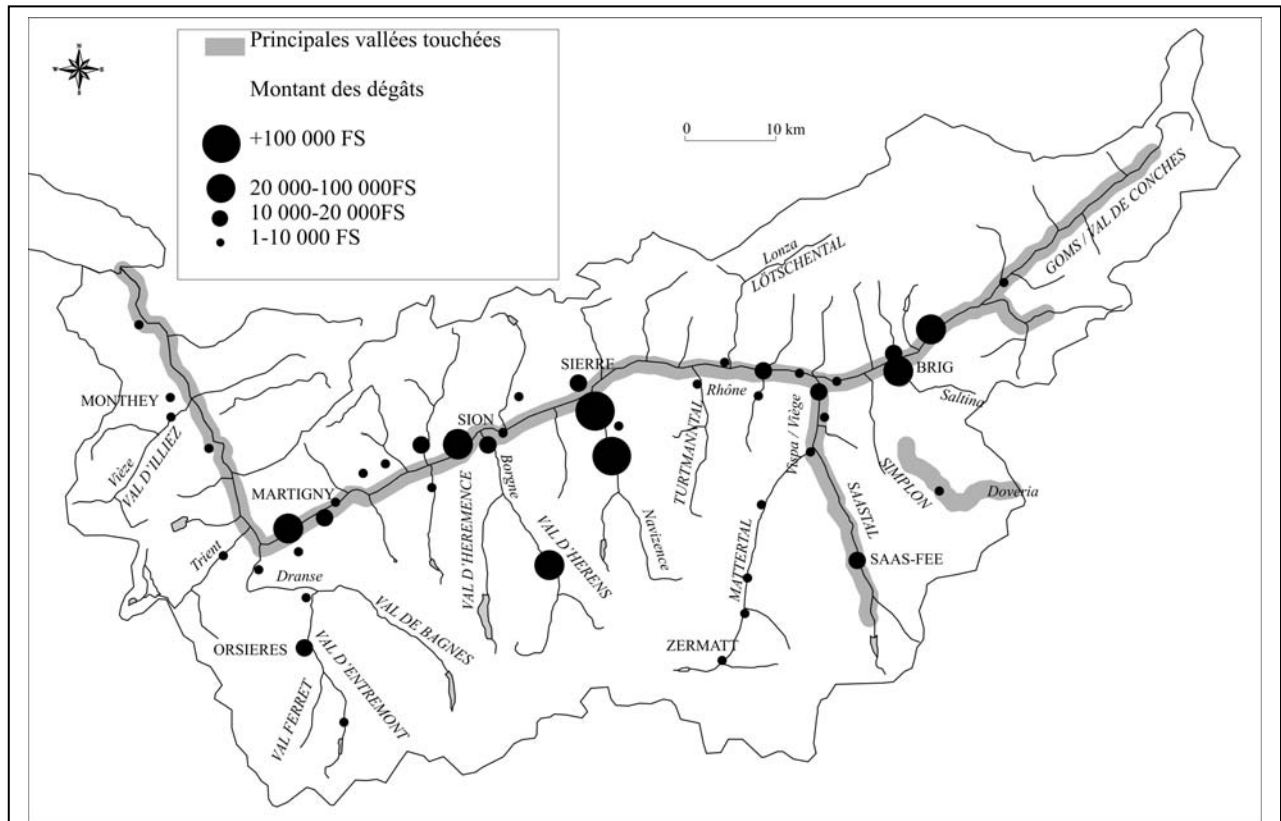 Principales vallées touchées
Montant des dégâts
+100 000 FS
20 000-100 000FS
10 000-20 000FS
1-10 000 FS
0 10 km
GOMS / VAL DE CONCHES
Lonza
LÖTSCHENTAL
SIERRE
BRIG
MONTHEY
Rhône
Saltina
SION
Vièze
VAL D'ILLIEZ
Borgne
TURTMANNTAL
Vispa / Viège
SIMPLON
MARTIGNY
VAL D'HEREMENCE
VAL D'HERENS
Navizence
Doveria
Trient
MATTERTAL
SAASTAL
SAAS-FEE
Dranse
VAL DE BAGNES
ORSIERES
VAL D'ENTREMONT
ZERMATT
VAL FERRET